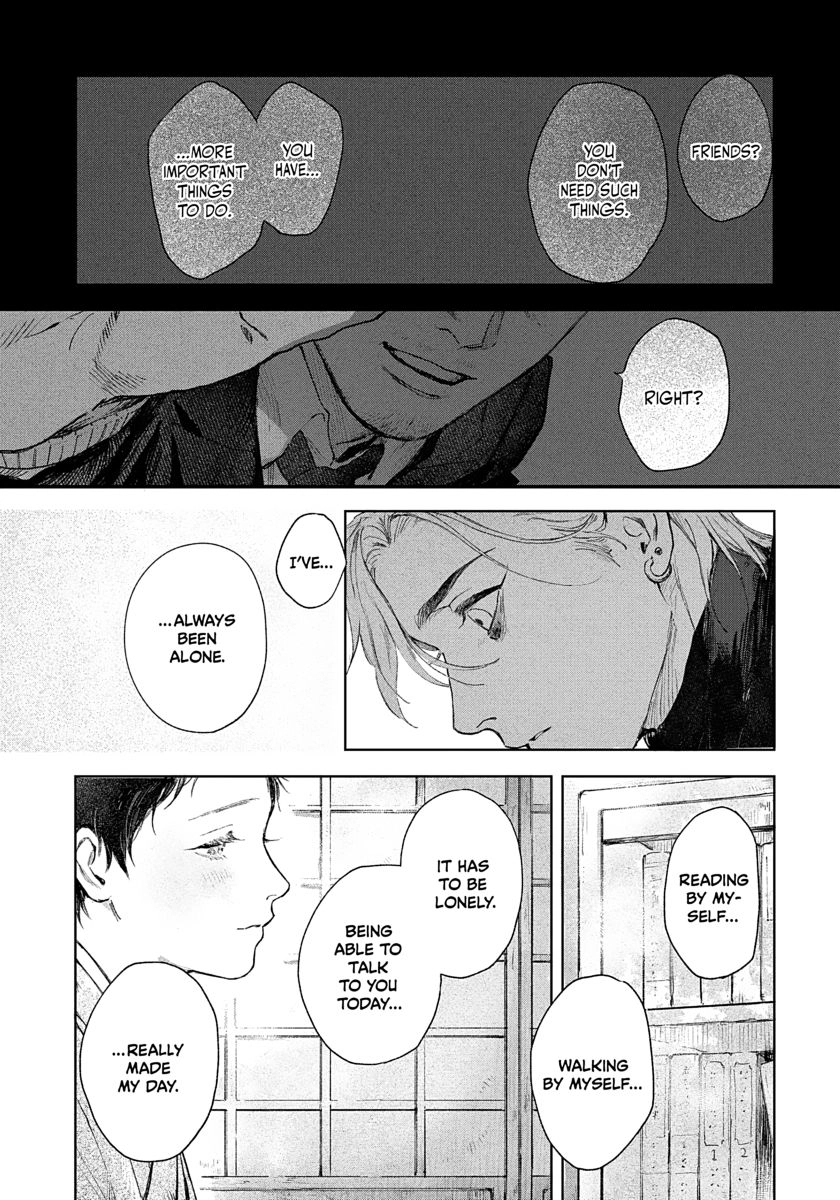 FRIENDS?
YOU
DON'T
NEED SUCH
THINGS.
YOU
HAVE...
...MORE
IMPORTANT
THINGS
TO DO.
RIGHT?
I'VE...
...ALWAYS
BEEN
ALONE.
READING
BY MY-
SELF...
WALKING
BY MYSELF...
IT HAS
TO BE
LONELY.
BEING
ABLE TO
TALK
TO YOU
TODAY...
...REALLY
MADE
MY DAY.
1
2